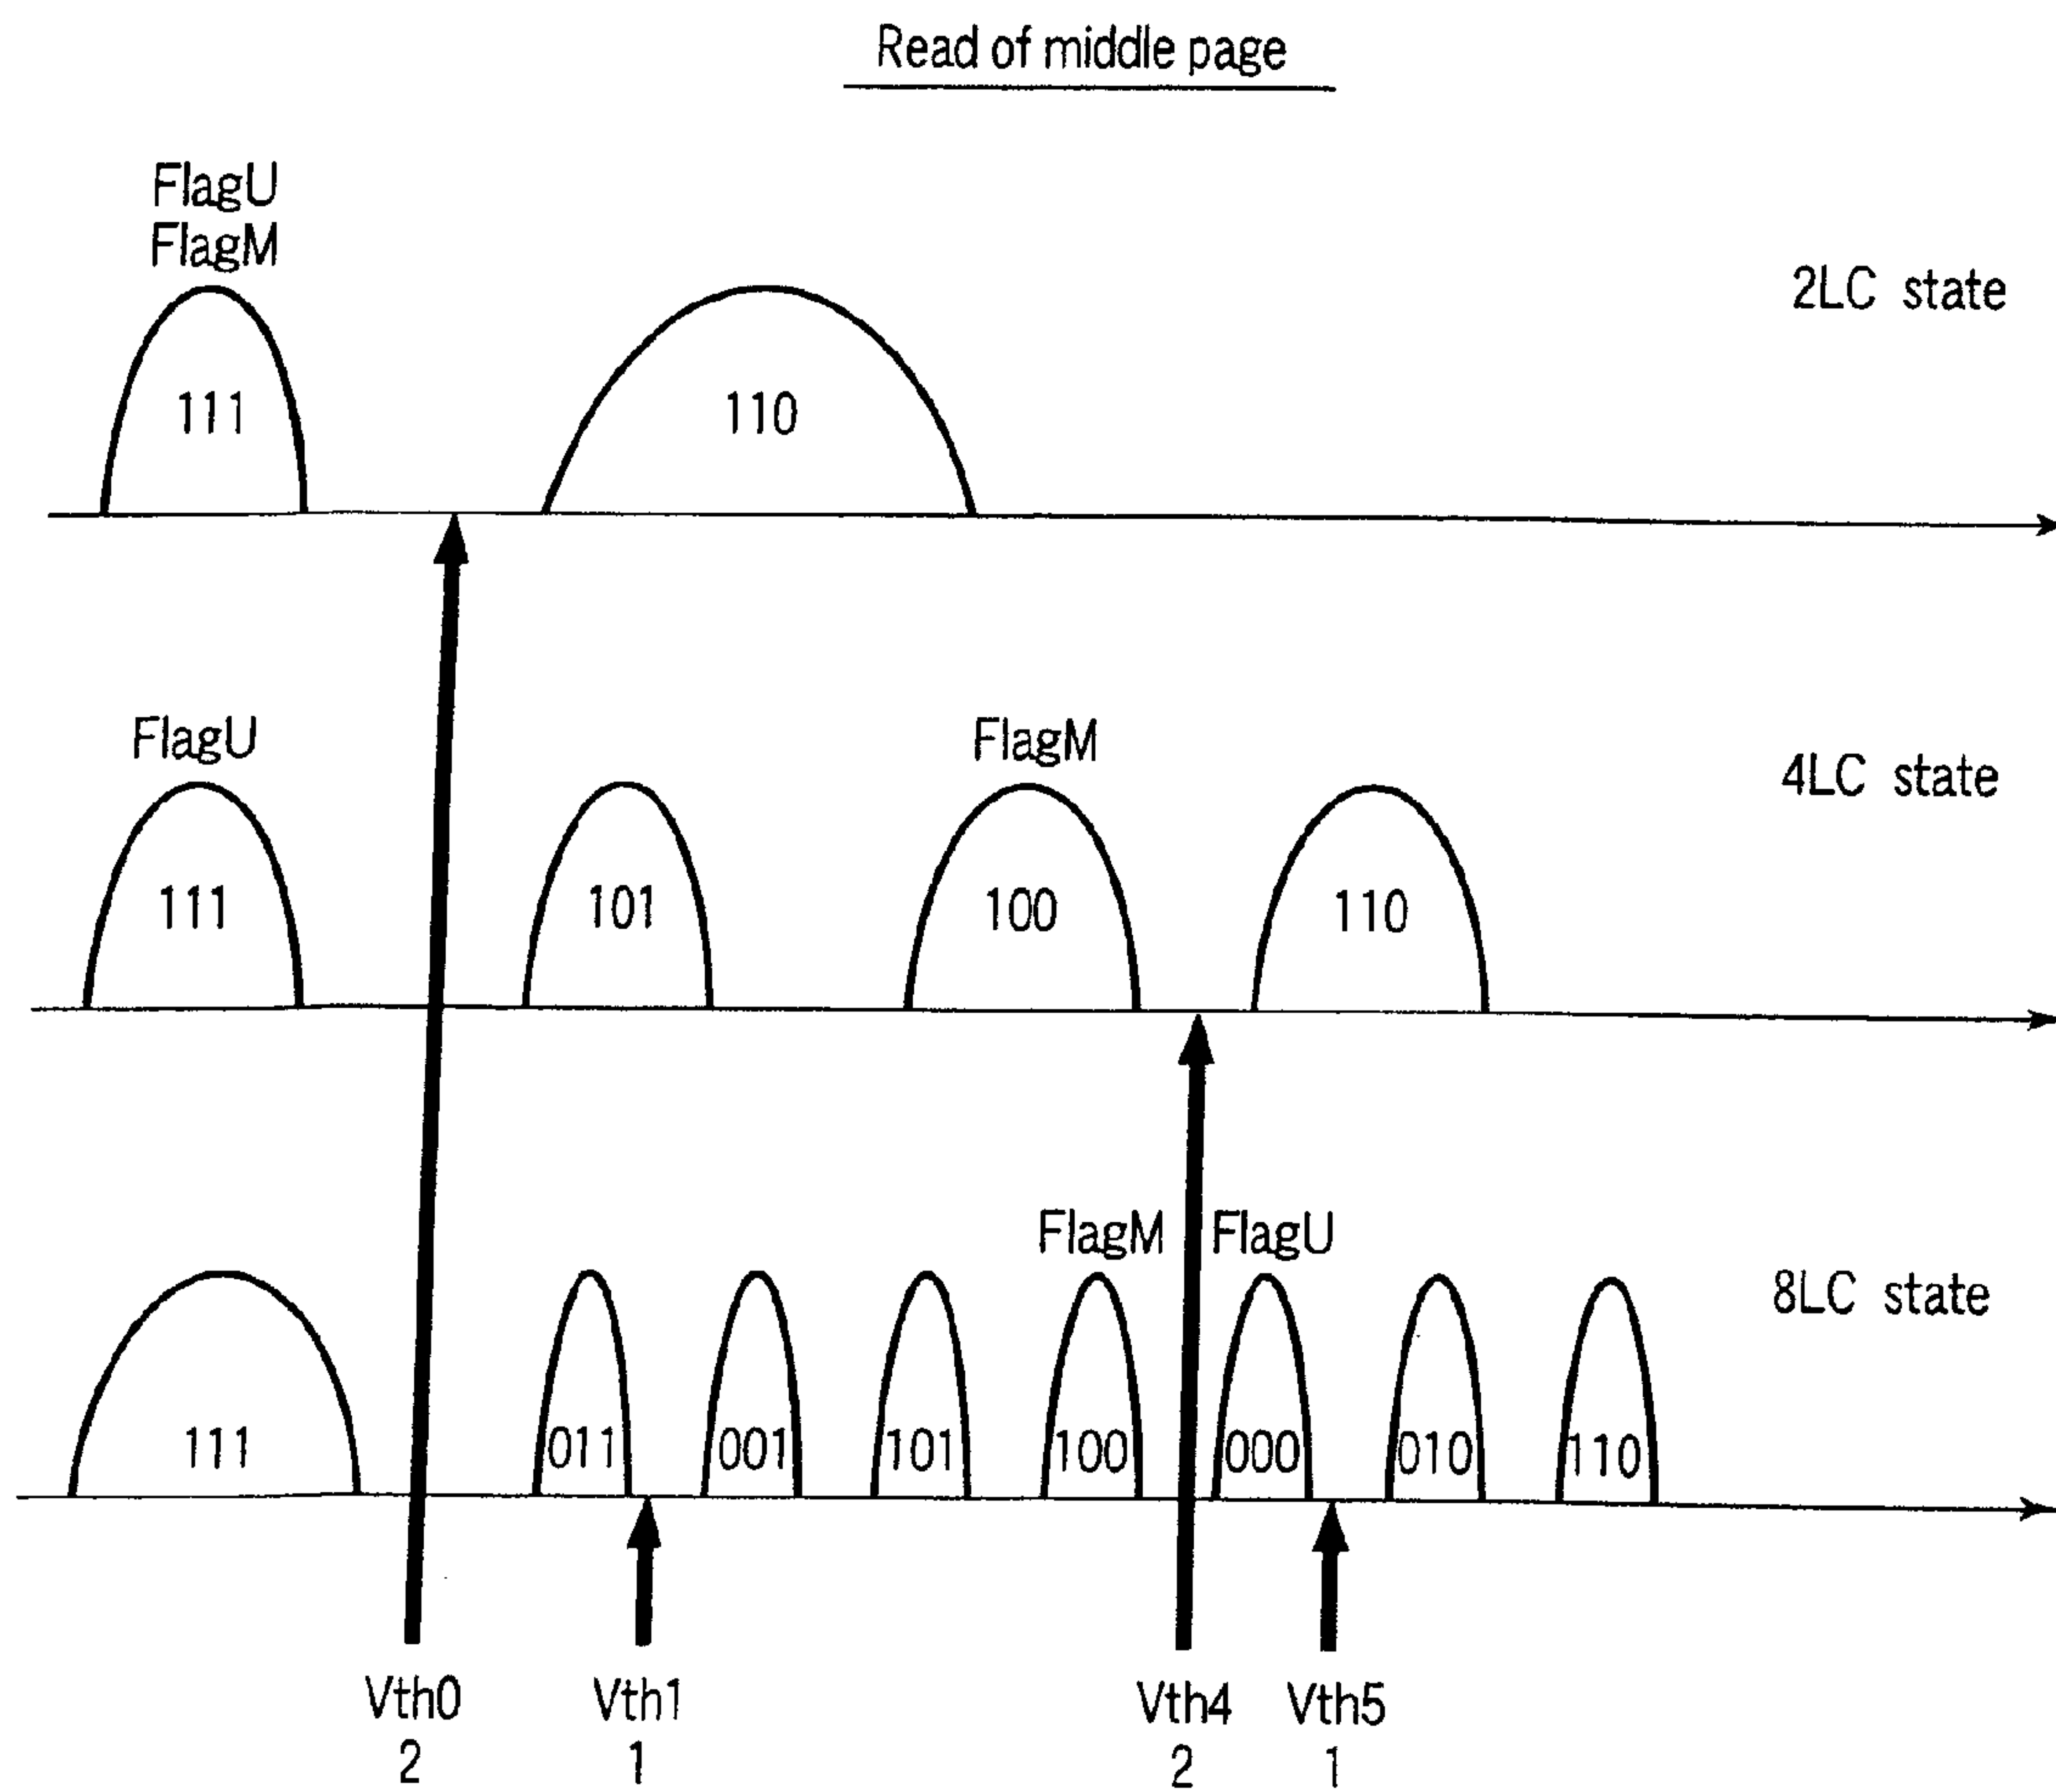 Read of middle page
FlagU
FlagM
2LC state
111
110
FlagU
FlagM
4LC state
111
101
100
110
FlagM
FlagU
8LC state
111
011
001
101
100
000
010
110
Vth0
Vth1
Vth4
Vth5
2
1
2
1